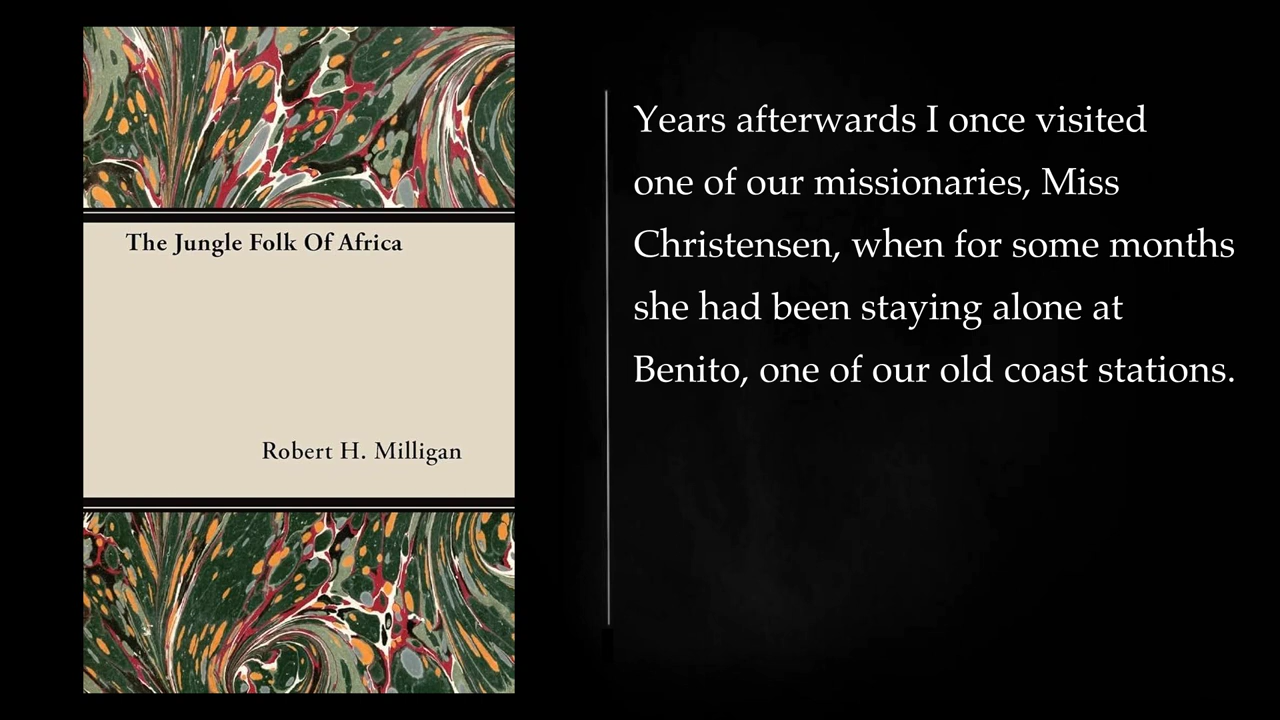 The Jungle Folk Of Africa
Robert H. Milligan
Years afterwards I once visited
one of our missionaries, Miss
Christensen, when for some months
she had been staying alone at
Benito, one of our old coast stations.